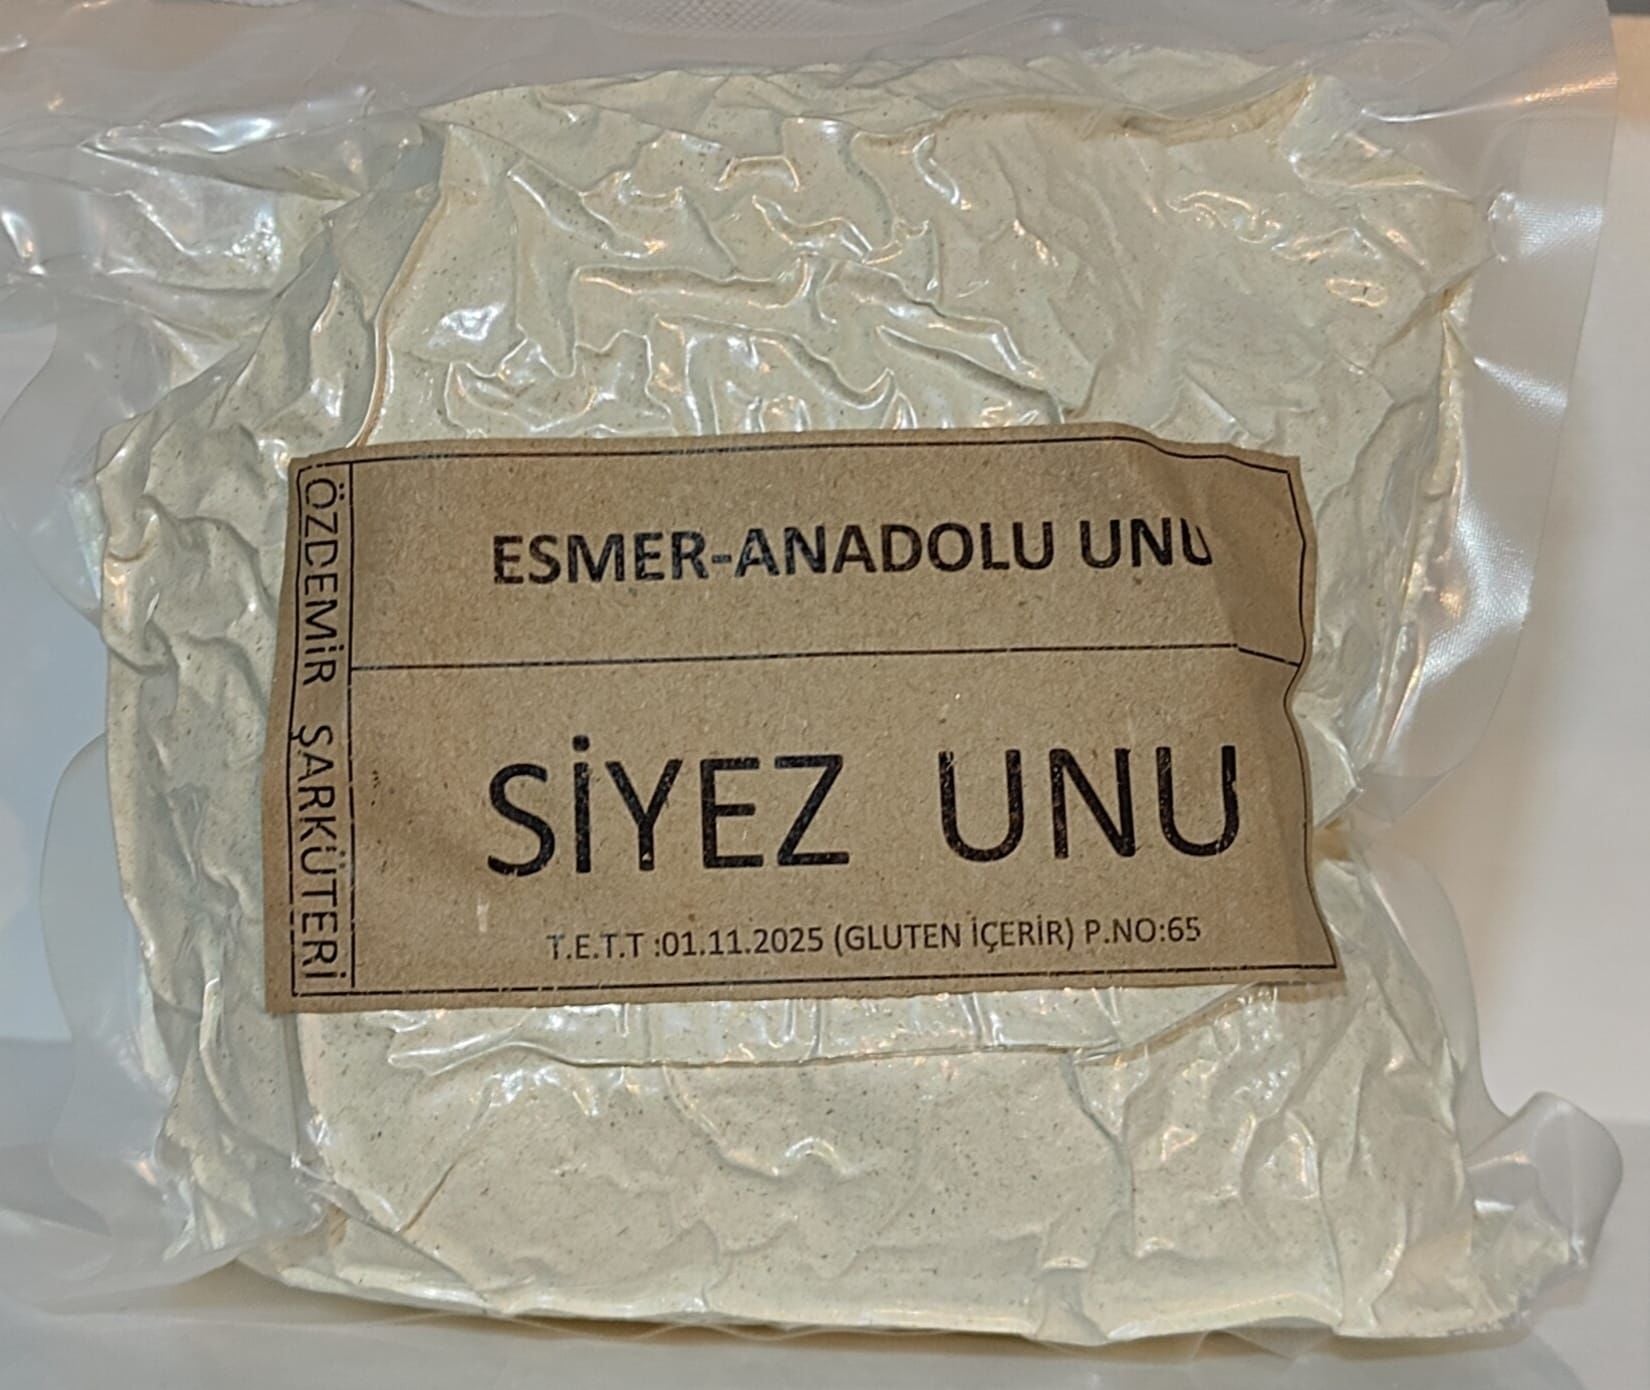 ÖZDEMİR ŞARKÜTERİ
ESMER-ANADOLU UNU
SİYEZ UNU
T.E.T.T :01.11.2025 (GLUTEN İÇERİR) P.NO:65